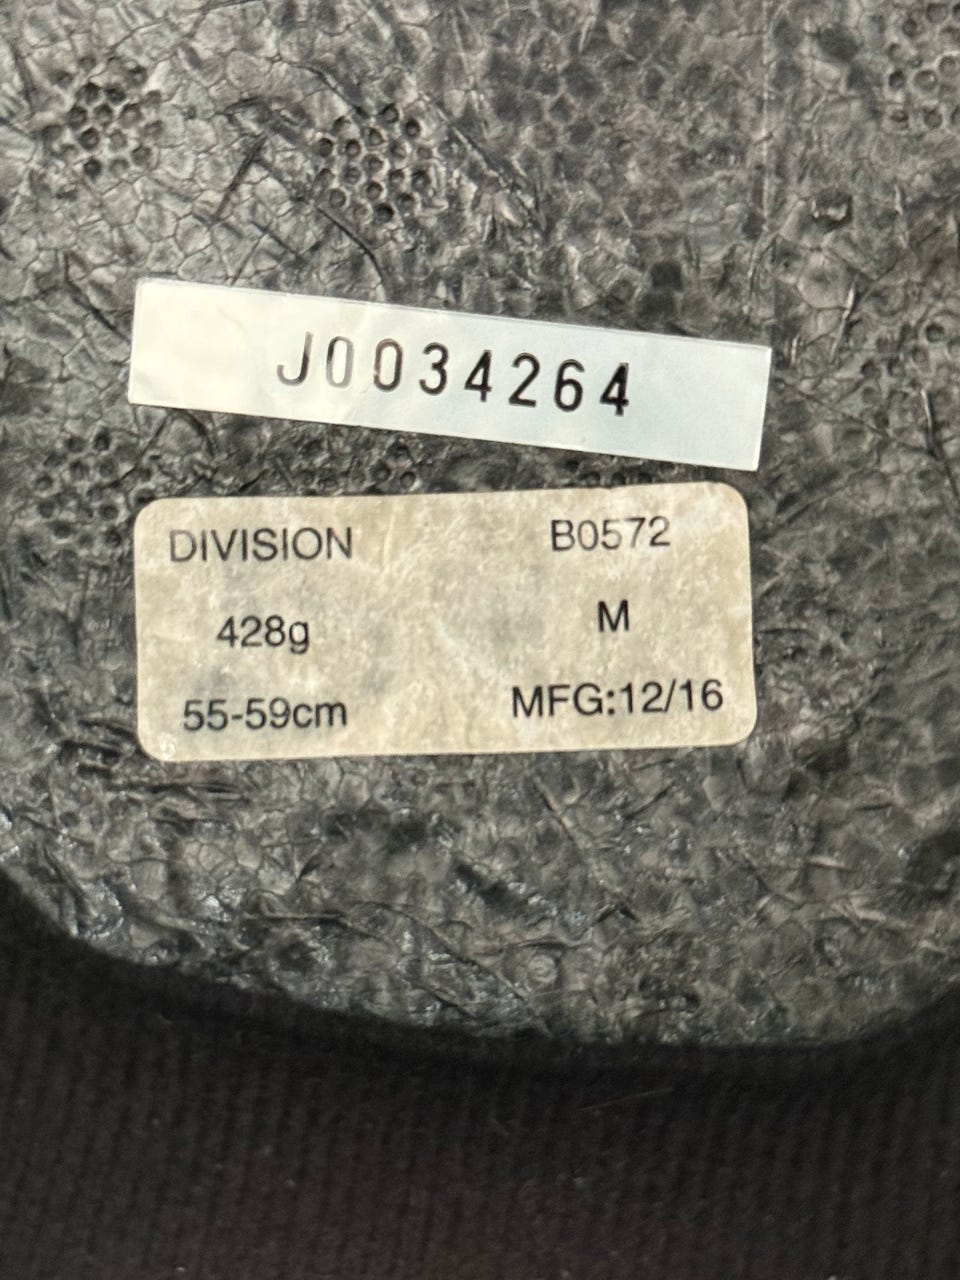 J0034264
DIVISION B0572
428g M
55-59cm MFG:12/16